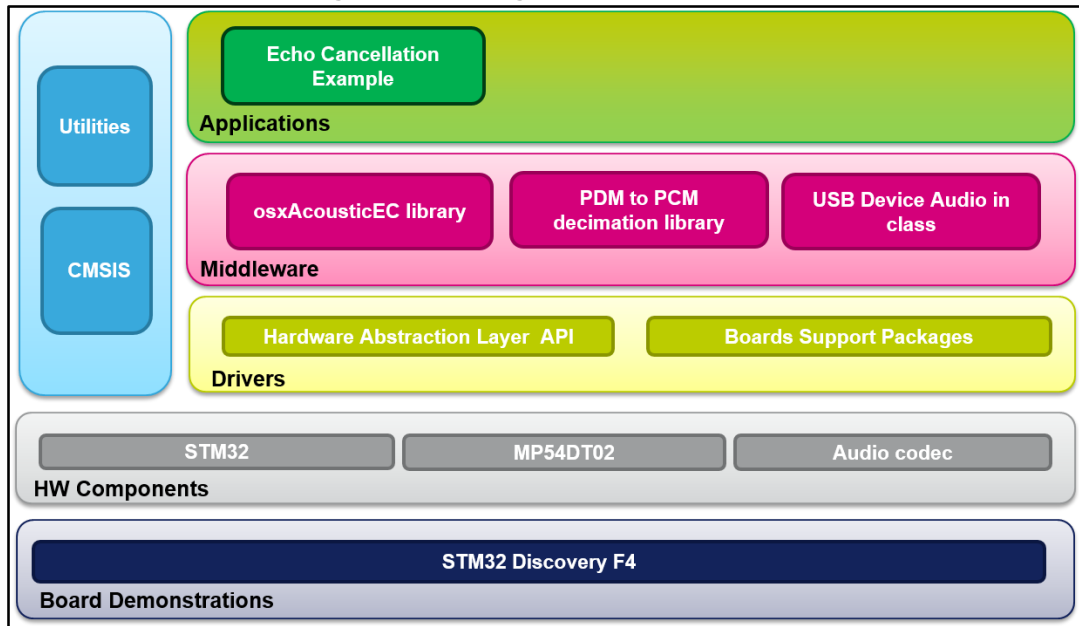 Utilities
CMSIS
Echo Cancellation
Example
Applications
osxAcousticEC library
PDM to PCM
decimation library
USB Device Audio in
class
Middleware
Hardware Abstraction Layer API
Boards Support Packages
Drivers
STM32
MP54DT02
Audio codec
HW Components
STM32 Discovery F4
Board Demonstrations